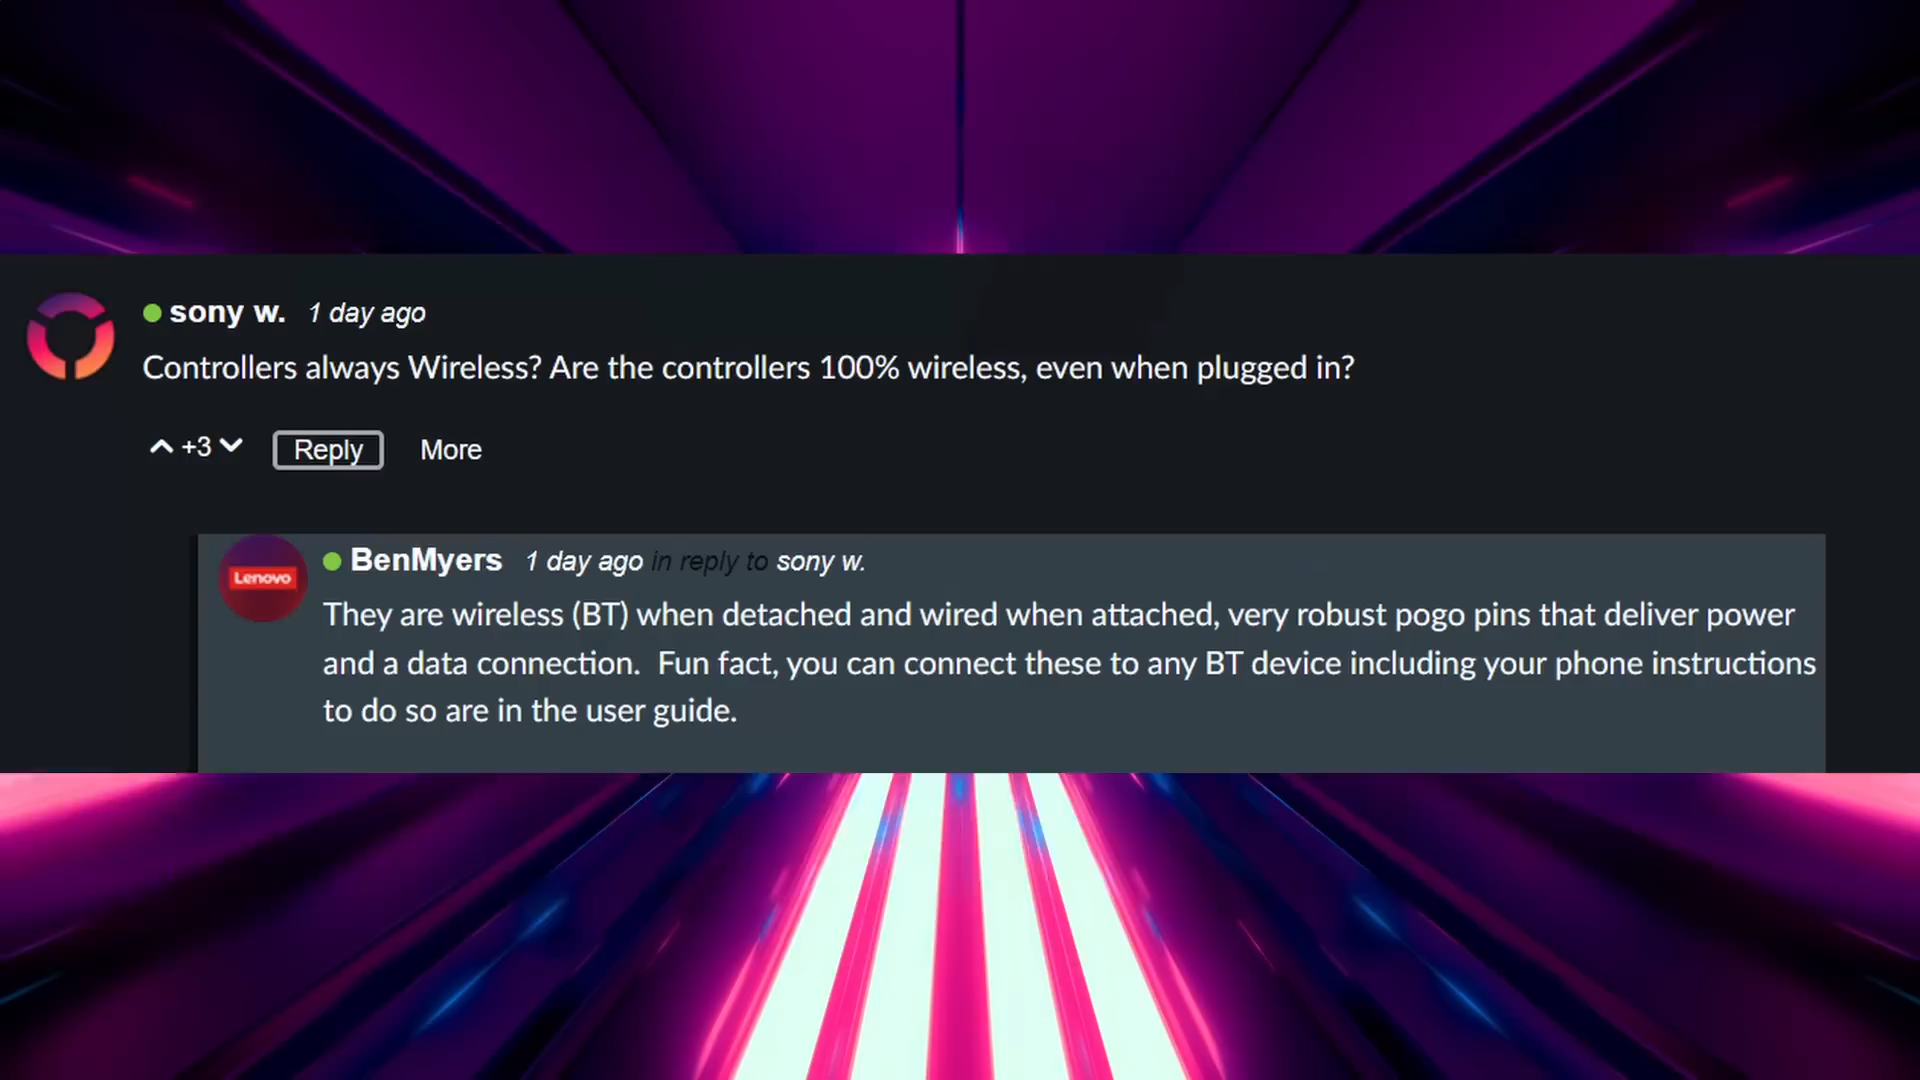 sony w. 1 day ago
Controllers always Wireless? Are the controllers 100% wireless, even when plugged in?
+3 Reply More
Lenovo
BenMyers 1 day ago in reply to sony w.
They are wireless (BT) when detached and wired when attached, very robust pogo pins that deliver power
and a data connection.  Fun fact, you can connect these to any BT device including your phone instructions
to do so are in the user guide.